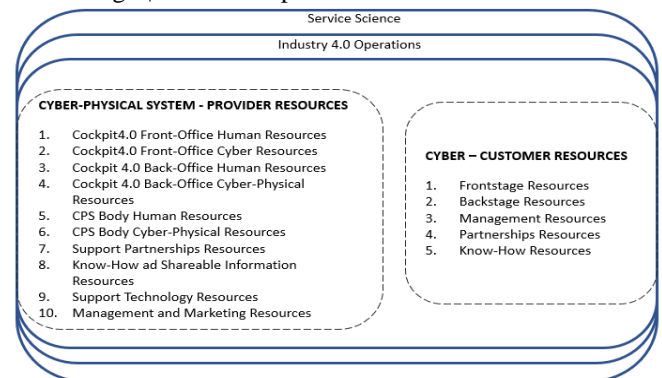 Service Science
Industry 4.0 Operations
CYBER-PHYSICAL SYSTEM - PROVIDER RESOURCES
1. Cockpit4.0 Front-Office Human Resources
2. Cockpit4.0 Front-Office Cyber Resources
3. Cockpit 4.0 Back-Office Human Resources
4. Cockpit 4.0 Back-Office Cyber-Physical
Resources
5. CPS Body Human Resources
6. CPS Body Cyber-Physical Resources
7. Support Partnerships Resources
8. Know-How ad Shareable Information
Resources
9. Support Technology Resources
10. Management and Marketing Resources
CYBER – CUSTOMER RESOURCES
1. Frontstage Resources
2. Backstage Resources
3. Management Resources
4. Partnerships Resources
5. Know-How Resources